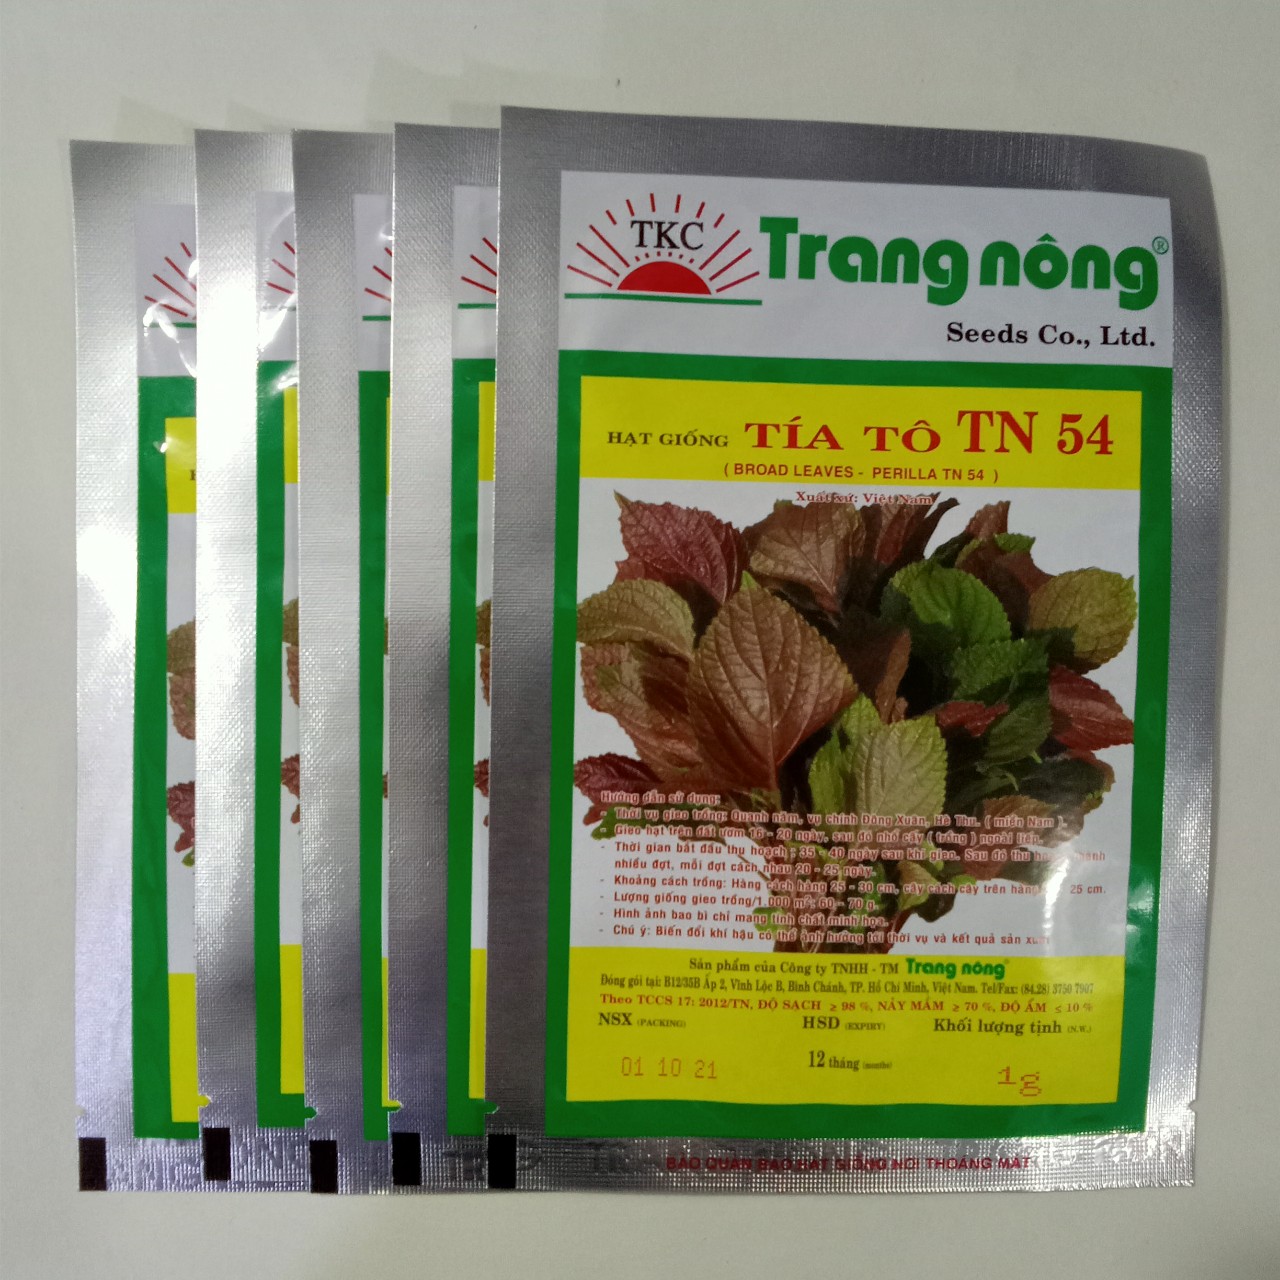 TKC
Trang nông®
Seeds Co., Ltd.
HẠT GIỐNG TÍA TÔ TN 54
( BROAD LEAVES - PERILLA TN 54 )
Xuất xứ: Việt Nam
Hướng dẫn sử dụng:
- Thời vụ gieo trồng: Quanh năm, vụ chính Đông Xuân, Hè Thu. ( miền Nam ).
- Gieo hạt trên đất ươm 16 - 20 ngày, sau đó nhổ cấy ( trồng ) ngoài liếp.
- Thời gian bắt đầu thu hoạch : 35 - 40 ngày sau khi gieo. Sau đó thu
nhiều đợt, mỗi đợt cách nhau 20 - 25 ngày.
- Khoảng cách trồng: Hàng cách hàng 25 - 30 cm, cây cách cây trên hàng 25 cm.
- Lượng giống gieo trồng/1.000 m²: 60 - 70 g.
- Hình ảnh bao bì chỉ mang tính chất minh họa.
- Chú ý: Biến đổi khí hậu có thể ảnh hưởng tới thời vụ và kết quả sản xuất
Sản phẩm của Công ty TNHH - TM Trang nông®
Đóng gói tại: B12/35B Ấp 2, Vĩnh Lộc B, Bình Chánh, TP. Hồ Chí Minh, Việt Nam. Tel/Fax: (84.28) 3750 7907
Theo TCCS 17: 2012/TN, ĐỘ SẠCH ≥ 98 %, NẢY MẦM ≥ 70 %, ĐỘ ẨM ≤ 10 %
NSX (PACKING) HSD (EXPIRY) Khối lượng tịnh (N.W.)
01 10 21 12 tháng (months) 1g
BẢO QUẢN BAO HẠT GIỐNG NƠI THOÁNG MÁT